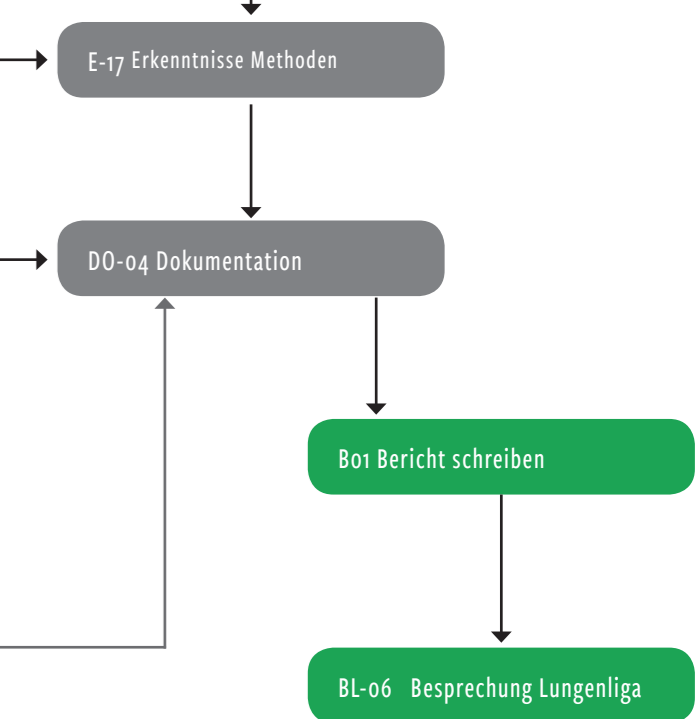 E-17 Erkenntnisse Methoden
DO-04 Dokumentation
B01 Bericht schreiben
BL-06 Besprechung Lungenliga